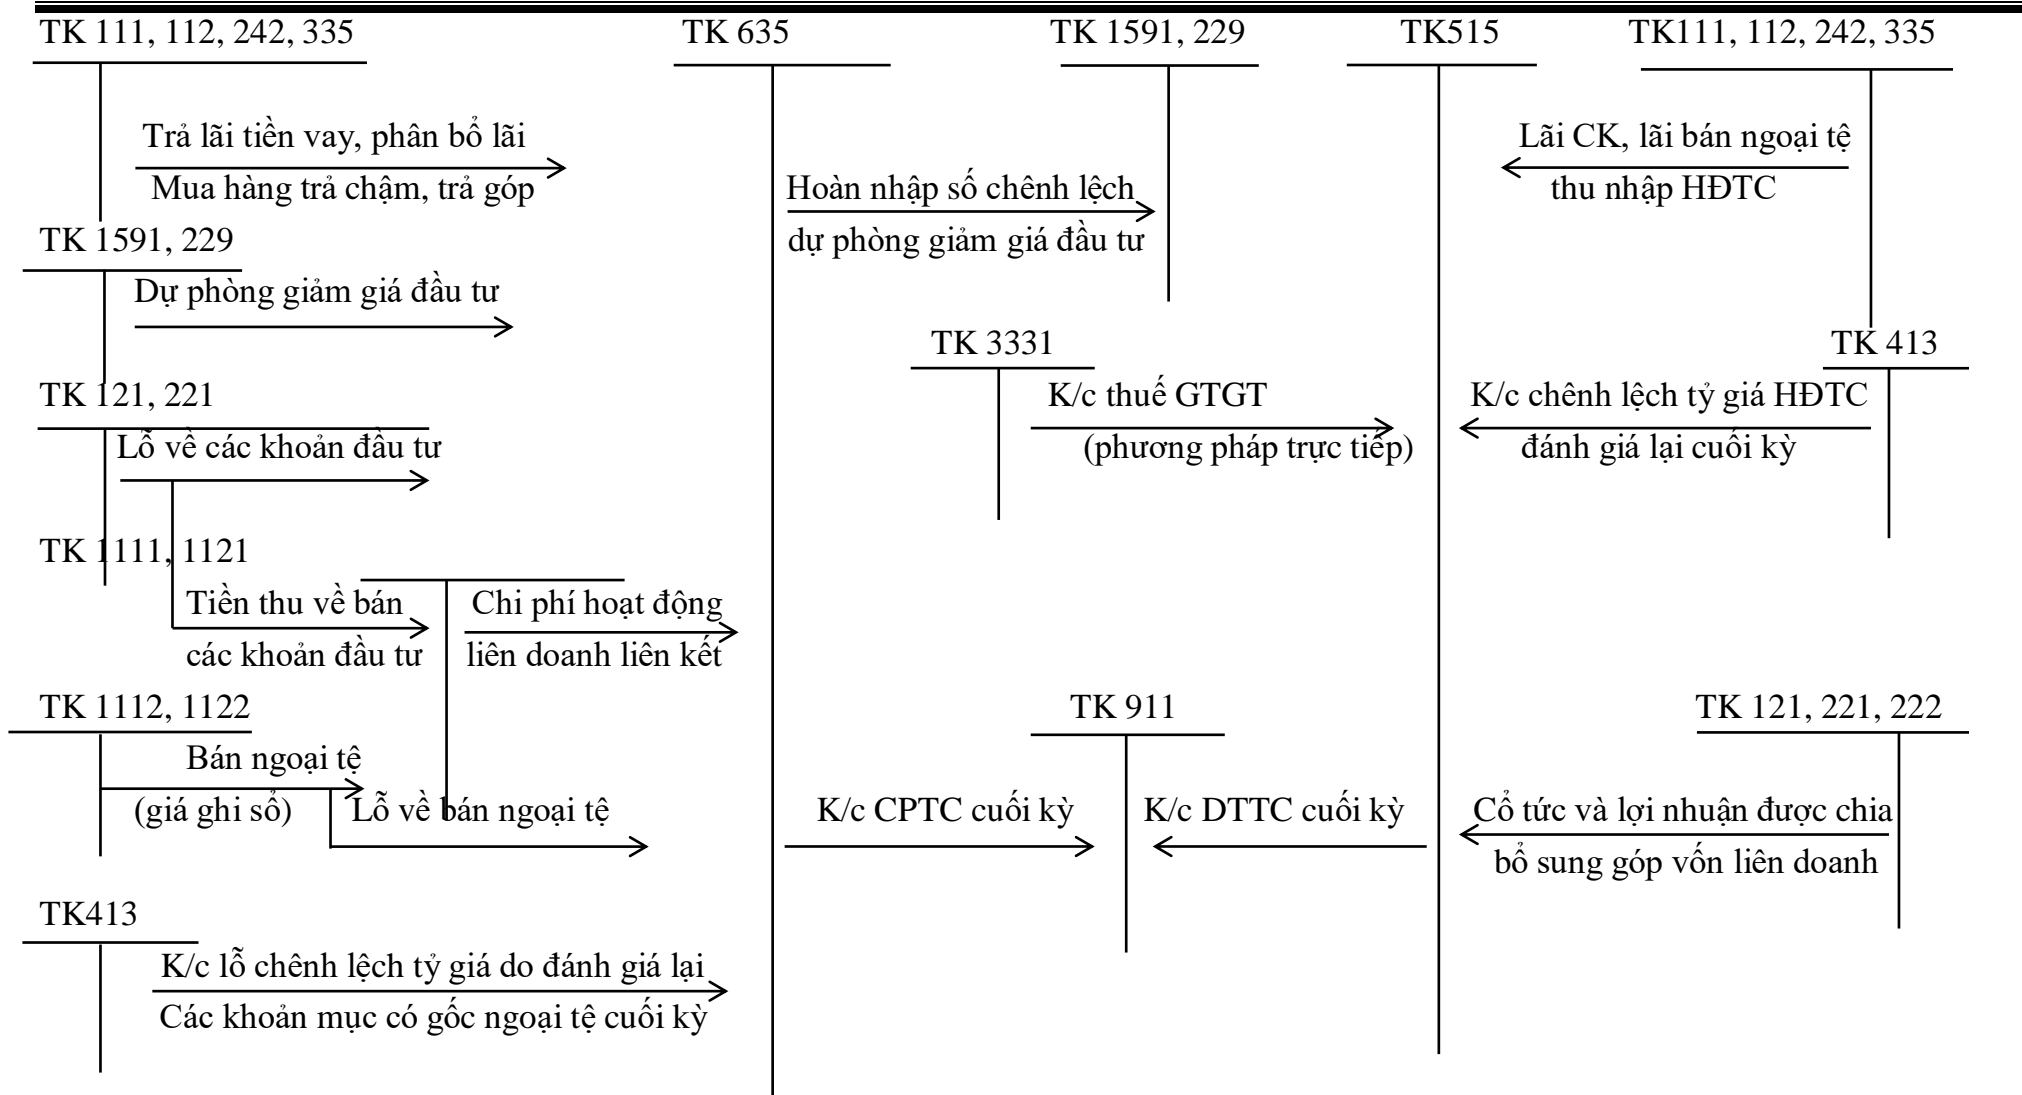 TK 111, 112, 242, 335
TK 635
TK 1591, 229
TK515
TK111, 112, 242, 335
Trả lãi tiền vay, phân bổ lãi
Mua hàng trả chậm, trả góp
Hoàn nhập số chênh lệch
dự phòng giảm giá đầu tư
Lãi CK, lãi bán ngoại tệ
thu nhập HĐTC
TK 1591, 229
Dự phòng giảm giá đầu tư
TK 3331
TK 413
TK 121, 221
K/c thuế GTGT
(phương pháp trực tiếp)
K/c chênh lệch tỷ giá HĐTC
đánh giá lại cuối kỳ
Lỗ về các khoản đầu tư
TK 1111, 1121
Tiền thu về bán
các khoản đầu tư
Chi phí hoạt động
liên doanh liên kết
TK 1112, 1122
TK 911
TK 121, 221, 222
Bán ngoại tệ
(giá ghi sổ)
Lỗ về bán ngoại tệ
K/c CPTC cuối kỳ
K/c DTTC cuối kỳ
Cổ tức và lợi nhuận được chia
bổ sung góp vốn liên doanh
TK413
K/c lỗ chênh lệch tỷ giá do đánh giá lại
Các khoản mục có gốc ngoại tệ cuối kỳ